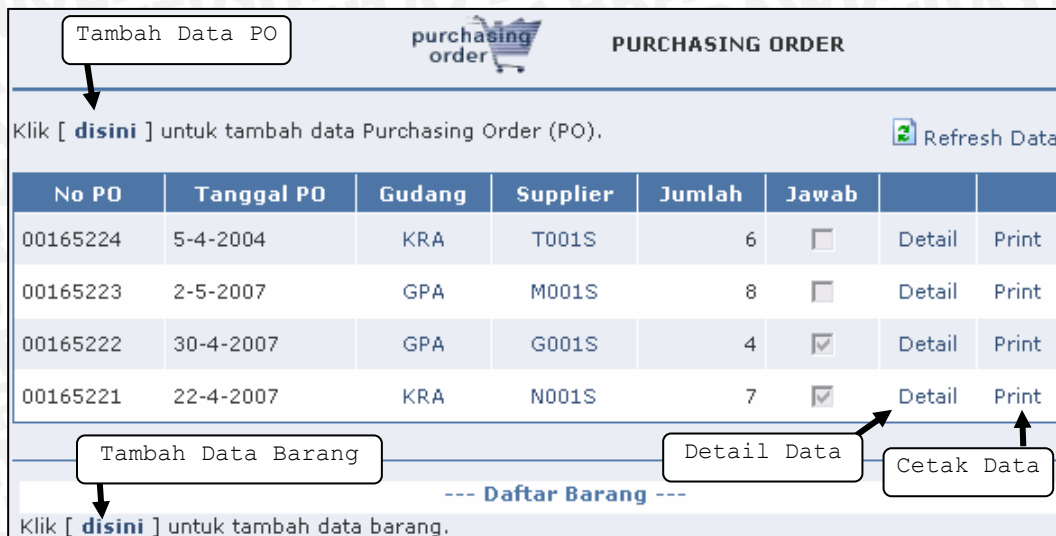 Tambah Data PO
purchasing order
PURCHASING ORDER
Klik [ disini ] untuk tambah data Purchasing Order (PO).
Refresh Data
No PO Tanggal PO Gudang Supplier Jumlah Jawab
00165224 5-4-2004 KRA T001S 6 Detail Print
00165223 2-5-2007 GPA M001S 8 Detail Print
00165222 30-4-2007 GPA G001S 4 Detail Print
00165221 22-4-2007 KRA N001S 7 Detail Print
Tambah Data Barang
Detail Data
Cetak Data
--- Daftar Barang ---
Klik [ disini ] untuk tambah data barang.